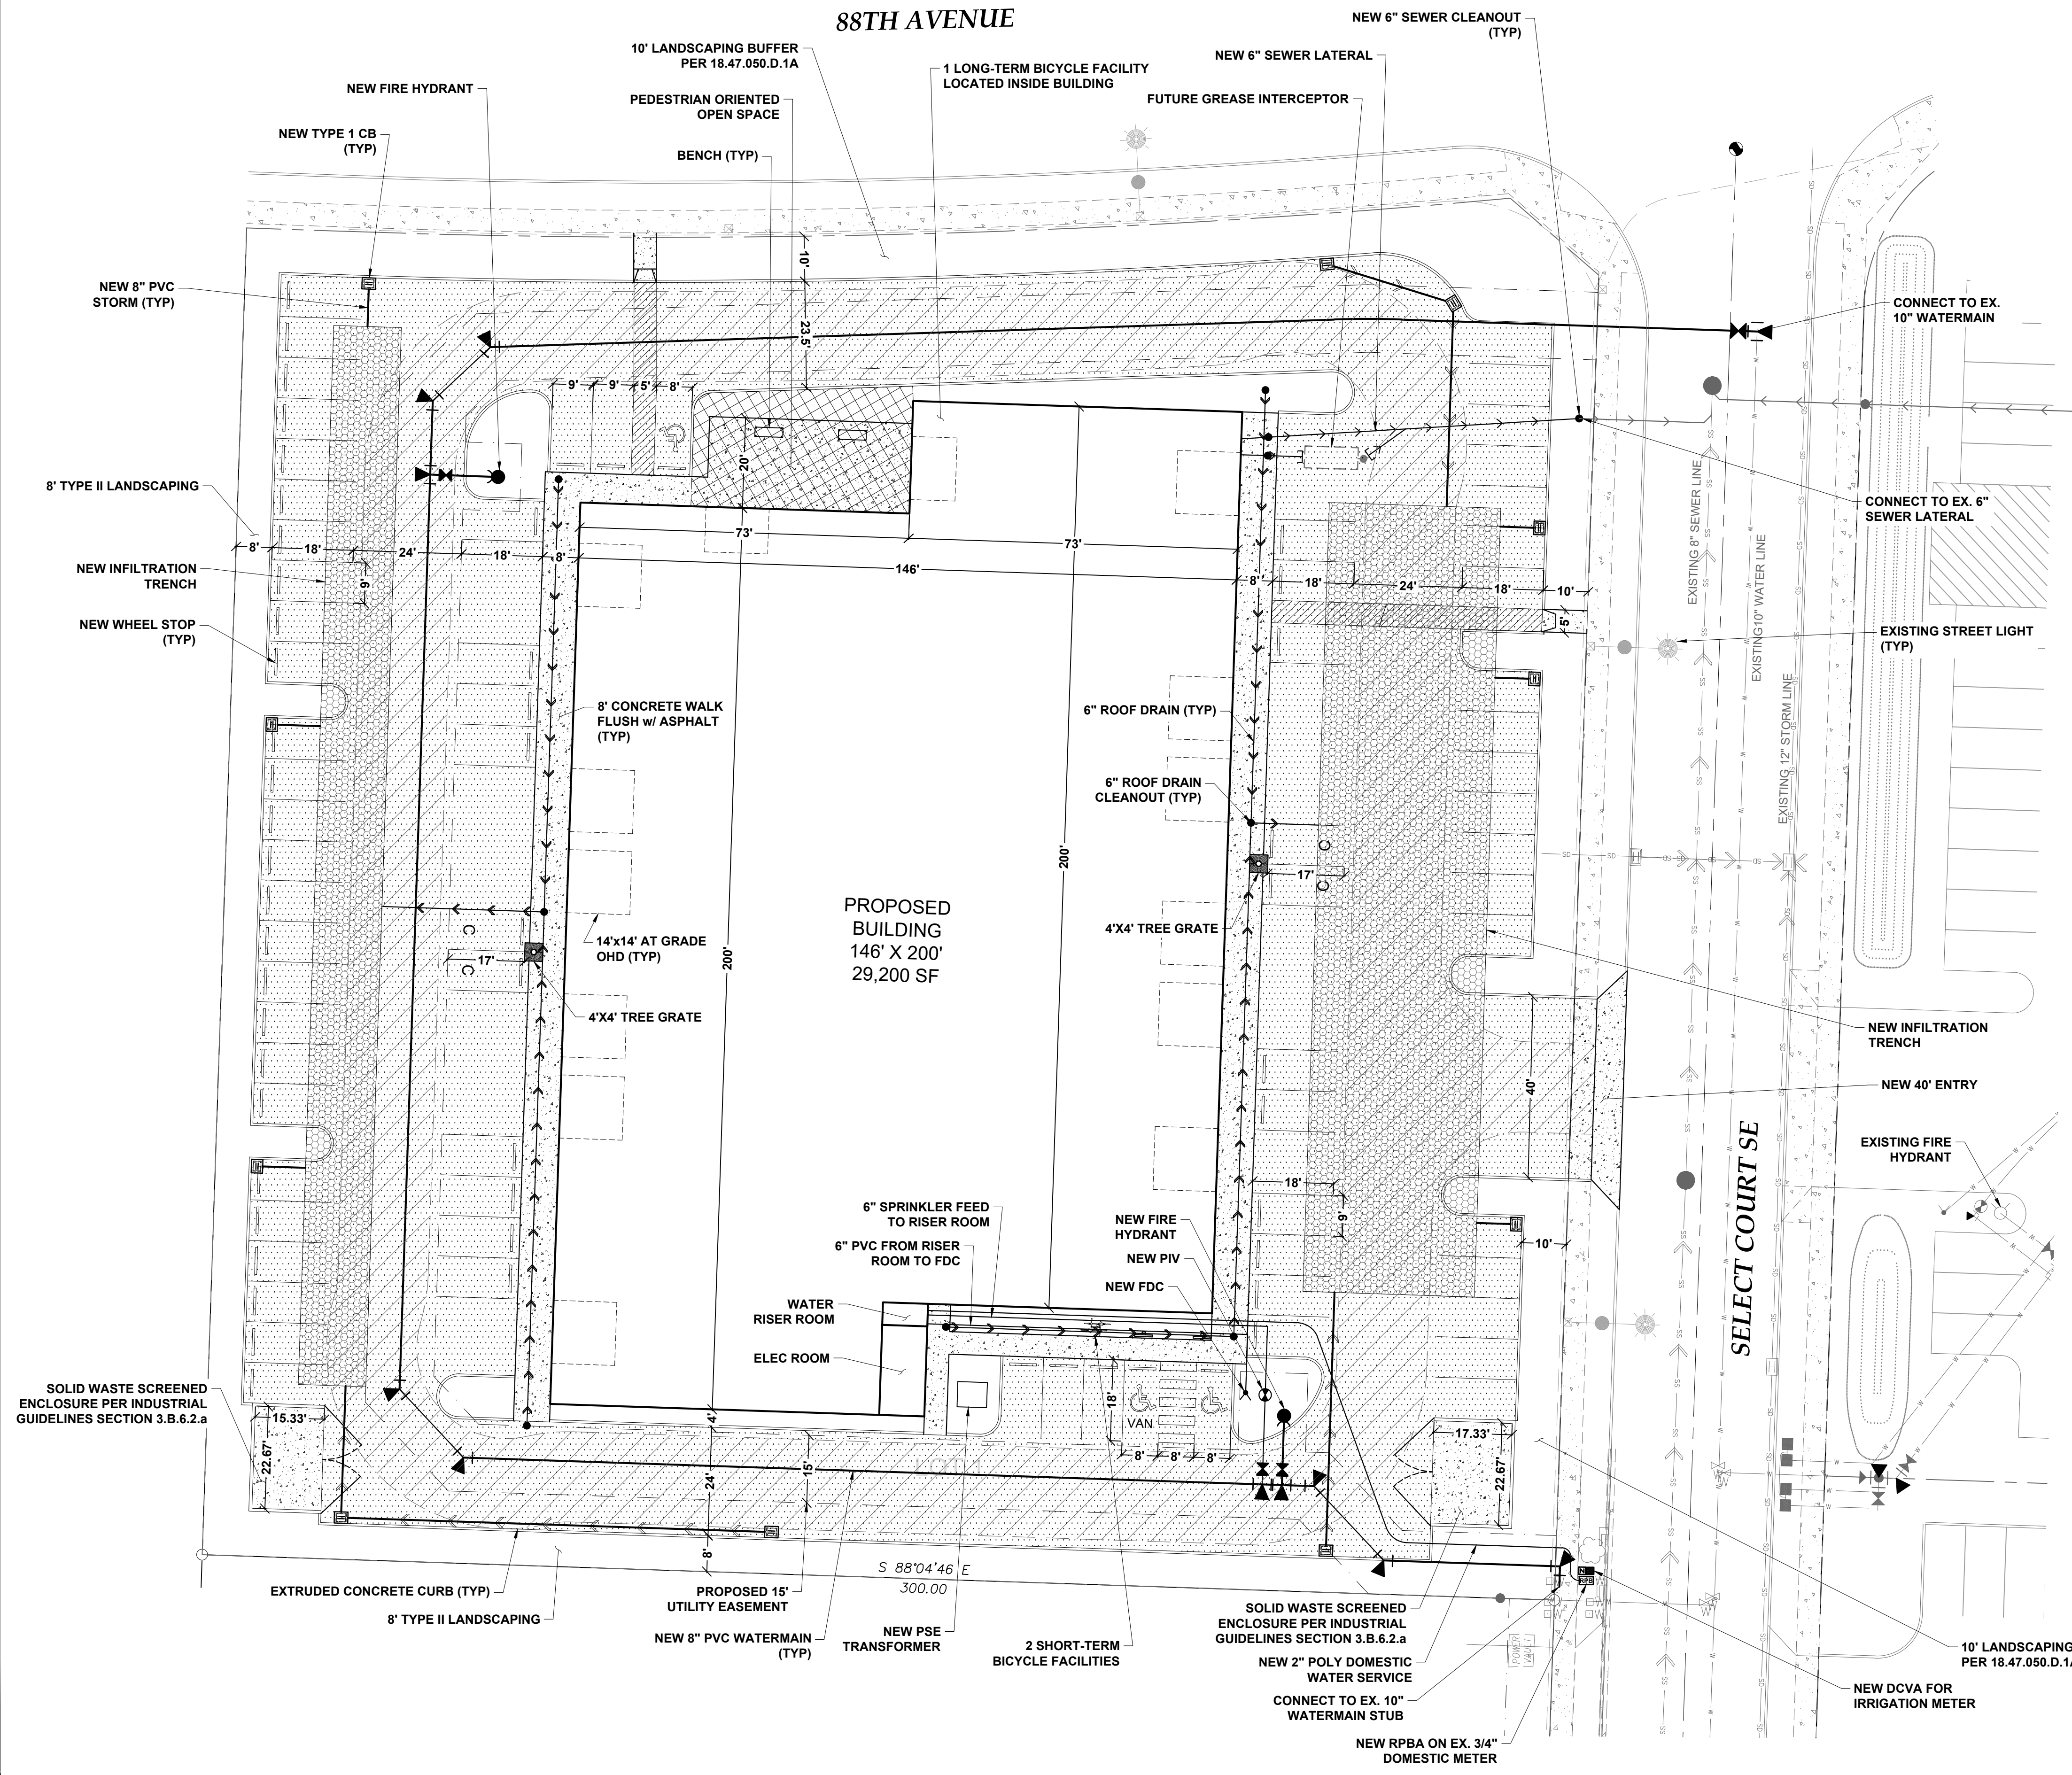 88TH AVENUE
NEW 6" SEWER CLEANOUT
(TYP)
10' LANDSCAPING BUFFER
PER 18.47.050.D.1A
NEW 6" SEWER LATERAL
1 LONG-TERM BICYCLE FACILITY
LOCATED INSIDE BUILDING
NEW FIRE HYDRANT
PEDESTRIAN ORIENTED
OPEN SPACE
FUTURE GREASE INTERCEPTOR
NEW TYPE 1 CB
(TYP)
BENCH (TYP)
10'
NEW 8" PVC
STORM (TYP)
CONNECT TO EX.
10" WATERMAIN
23.5'
9'
9'
5'
8'
20'
8' TYPE II LANDSCAPING
CONNECT TO EX. 6"
SEWER LATERAL
EXISTING 8" SEWER LINE
EXISTING10" WATER LINE
EXISTING 12" STORM LINE
8'
18'
24'
18'
8'
73'
73'
146'
8'
18'
24'
18'
10'
NEW INFILTRATION
TRENCH
9'
5'
NEW WHEEL STOP
(TYP)
EXISTING STREET LIGHT
(TYP)
8' CONCRETE WALK
FLUSH w/ ASPHALT
(TYP)
6" ROOF DRAIN (TYP)
6" ROOF DRAIN
CLEANOUT (TYP)
200'
C
17'
C
PROPOSED
BUILDING
146' X 200'
29,200 SF
4'X4' TREE GRATE
14'x14' AT GRADE
OHD (TYP)
C
17'
C
200'
4'X4' TREE GRATE
NEW INFILTRATION
TRENCH
40'
NEW 40' ENTRY
SELECT COURT SE
EXISTING FIRE
HYDRANT
18'
9'
10'
6" SPRINKLER FEED
TO RISER ROOM
NEW FIRE
HYDRANT
6" PVC FROM RISER
ROOM TO FDC
NEW PIV
NEW FDC
WATER
RISER ROOM
ELEC ROOM
SOLID WASTE SCREENED
ENCLOSURE PER INDUSTRIAL
GUIDELINES SECTION 3.B.6.2.a
15.33'
22.67'
4'
18'
VAN
8'
8'
8'
24'
15'
17.33'
22.67'
8'
S 88°04'46 E
300.00
RPB
EXTRUDED CONCRETE CURB (TYP)
8' TYPE II LANDSCAPING
PROPOSED 15'
UTILITY EASEMENT
NEW 8" PVC WATERMAIN
(TYP)
NEW PSE
TRANSFORMER
2 SHORT-TERM
BICYCLE FACILITIES
SOLID WASTE SCREENED
ENCLOSURE PER INDUSTRIAL
GUIDELINES SECTION 3.B.6.2.a
NEW 2" POLY DOMESTIC
WATER SERVICE
CONNECT TO EX. 10"
WATERMAIN STUB
NEW RPBA ON EX. 3/4"
DOMESTIC METER
POWER
VAULT
10' LANDSCAPING
PER 18.47.050.D.1A
NEW DCVA FOR
IRRIGATION METER